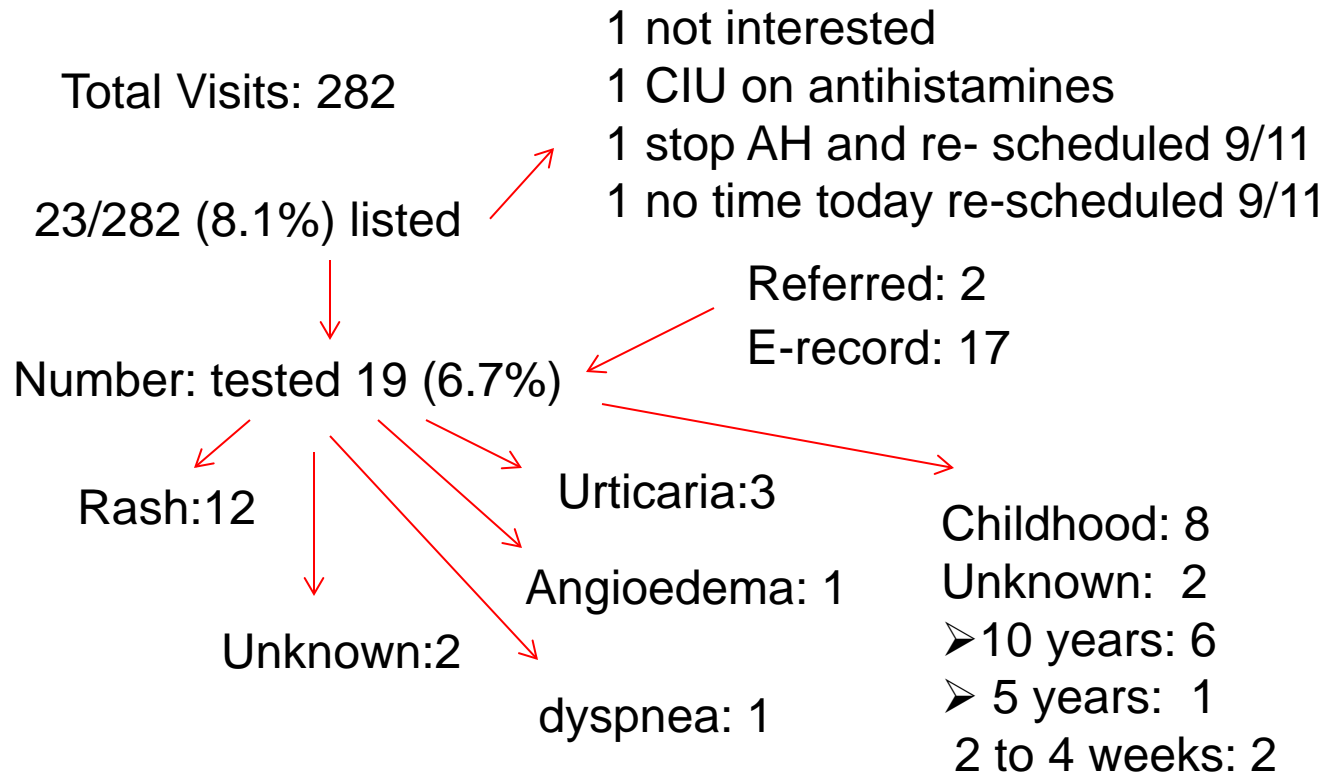 Total Visits: 282
1 not interested
1 CIU on antihistamines
1 stop AH and re- scheduled 9/11
1 no time today re-scheduled 9/11
23/282 (8.1%) listed
Referred: 2
E-record: 17
Number: tested 19 (6.7%)
Rash:12
Urticaria:3
Angioedema: 1
Unknown:2
dyspnea: 1
Childhood: 8
Unknown: 2
➢10 years: 6
➢ 5 years: 1
2 to 4 weeks: 2